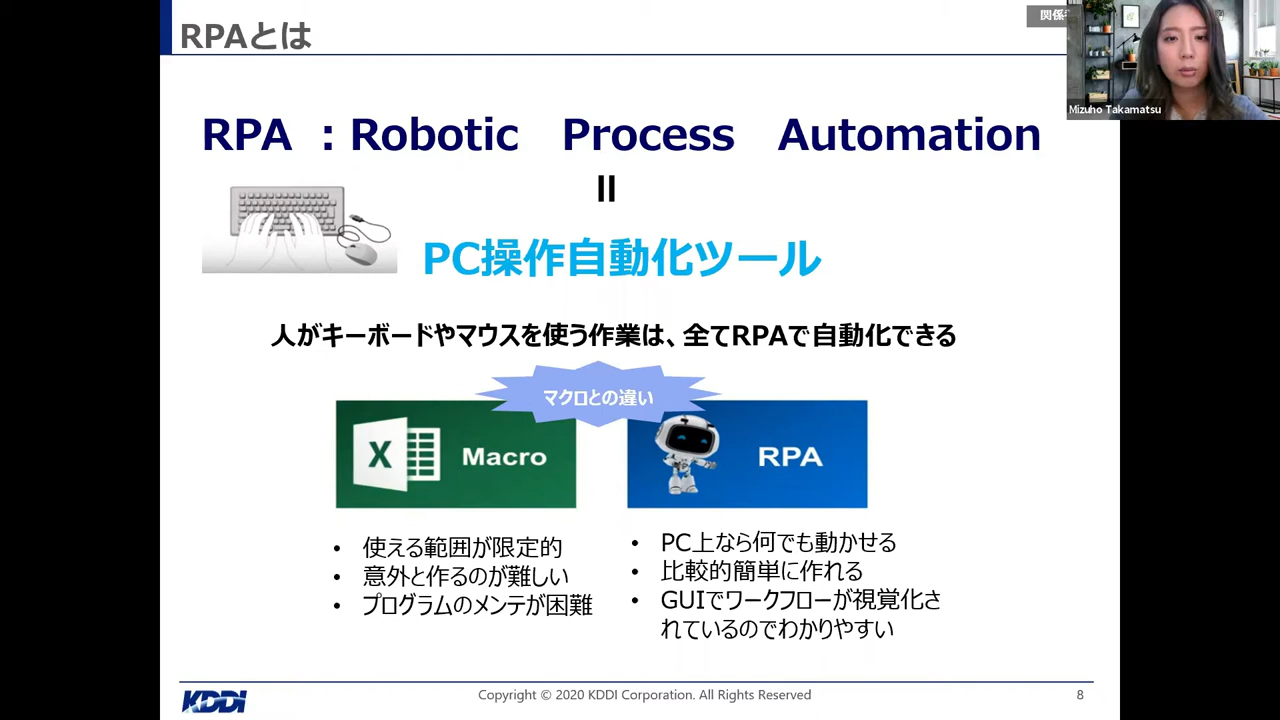 RPAとは
関係
Mizuho Takamatsu
RPA : Robotic Process Automation
=
PC操作自動化ツール
人がキーボードやマウスを使う作業は、全てRPAで自動化できる
マクロとの違い
X Macro
RPA
• 使える範囲が限定的
• 意外と作るのが難しい
• プログラムのメンテが困難
• PC上なら何でも動かせる
• 比較的簡単に作れる
• GUIでワークフローが視覚化さ
れているのでわかりやすい
KDDI
Copyright © 2020 KDDI Corporation. All Rights Reserved
8